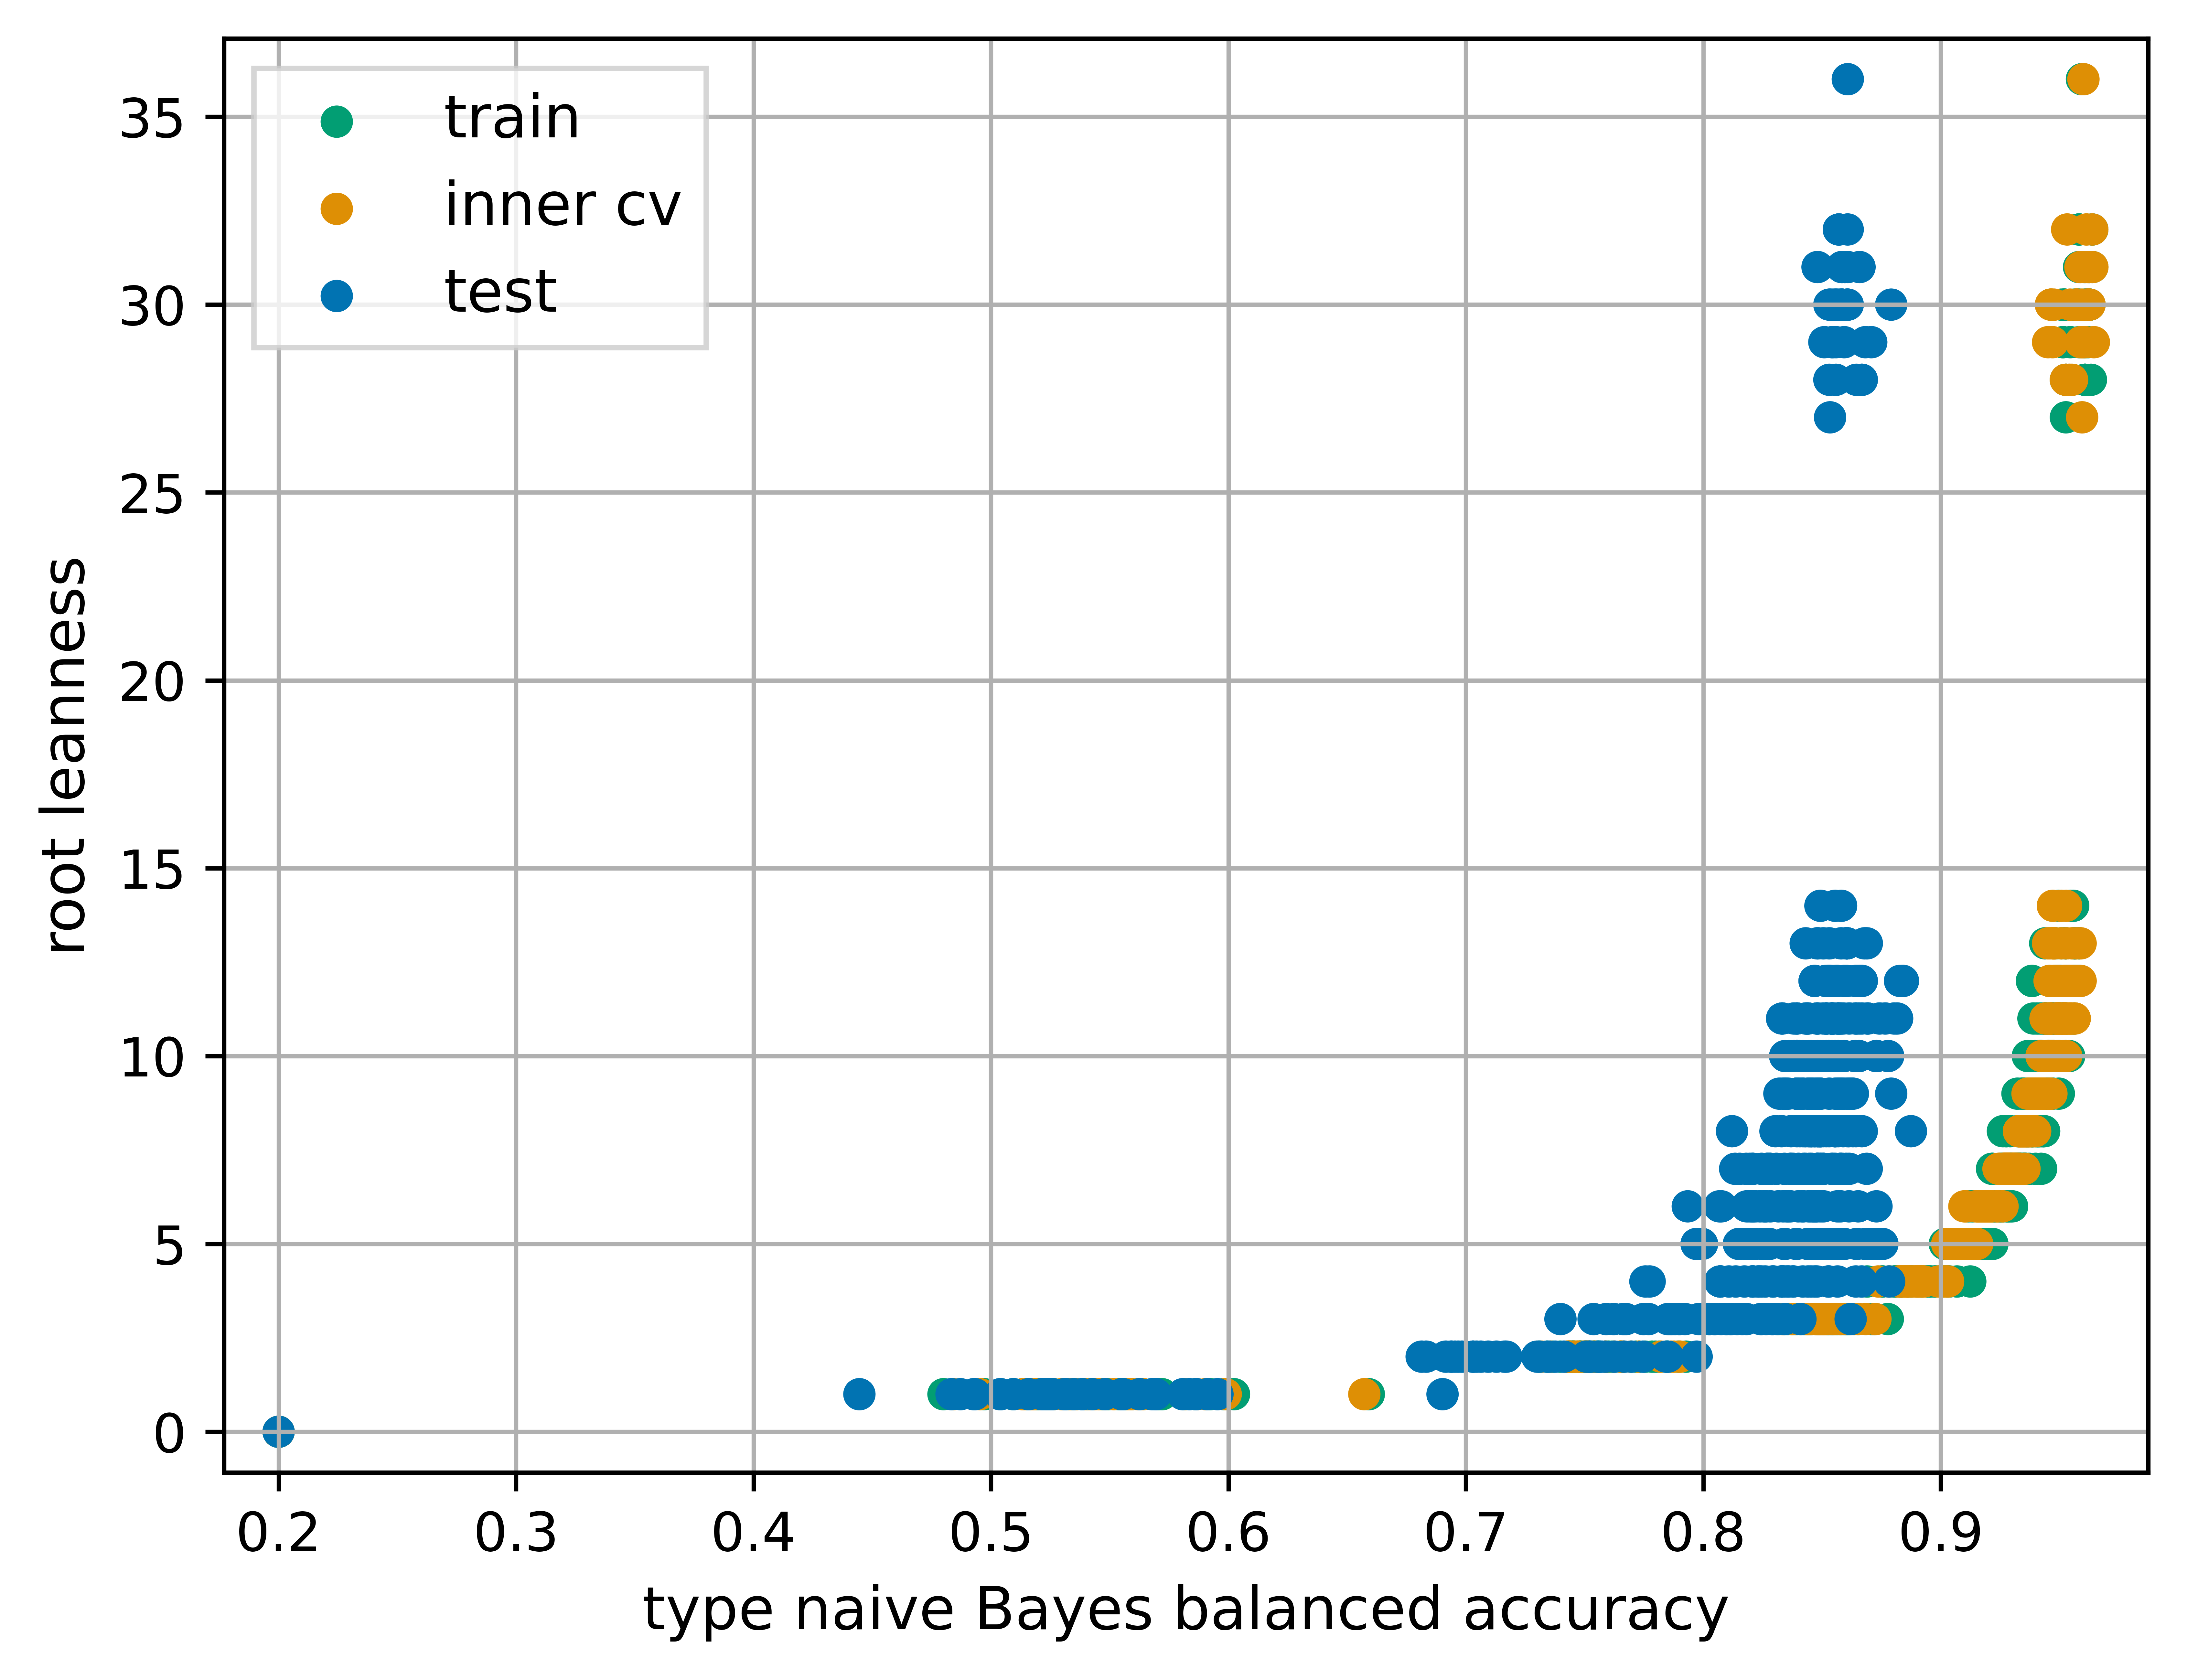 train
inner cv
test
35
30
25
20
15
10
5
0
root leanness
0.2 0.3 0.4 0.5 0.6 0.7 0.8 0.9
type naive Bayes balanced accuracy